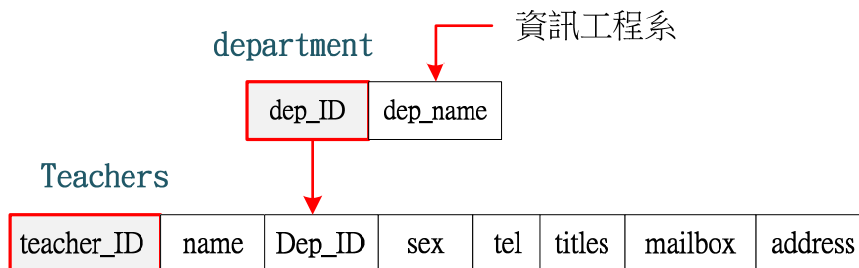 資訊工程系
department
dep_ID dep_name
Teachers
teacher_ID name Dep_ID sex tel titles mailbox address